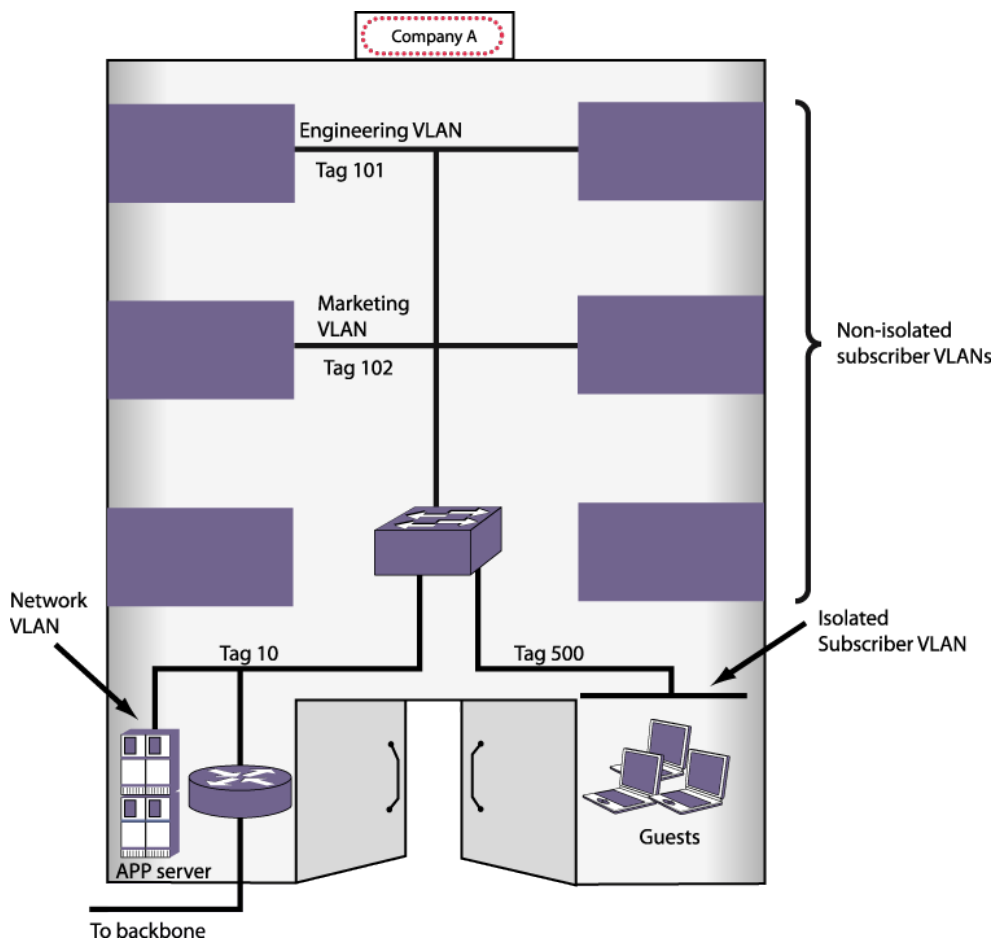 Company A
Engineering VLAN
Tag 101
Marketing
VLAN
Tag 102
Non-isolated
subscriber VLANs
Network
VLAN
Isolated
Subscriber VLAN
Tag 10
Tag 500
APP server
Guests
To backbone